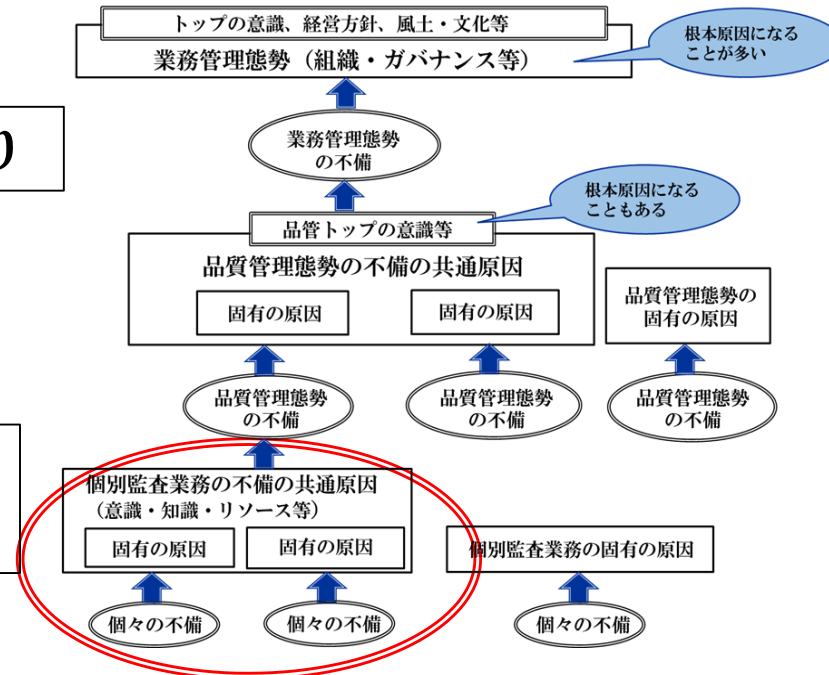 トップの意識、経営方針、風土・文化等
業務管理態勢（組織・ガバナンス等）
根本原因になる
ことが多い
業務管理態勢
の不備
根本原因になる
こともある
品管トップの意識等
品質管理態勢の不備の共通原因
固有の原因
固有の原因
品質管理態勢の
固有の原因
品質管理態勢
の不備
品質管理態勢
の不備
品質管理態勢
の不備
個別監査業務の不備の共通原因
（意識・知識・リソース等）
固有の原因
固有の原因
個別監査業務の固有の原因
個々の不備
個々の不備
個々の不備